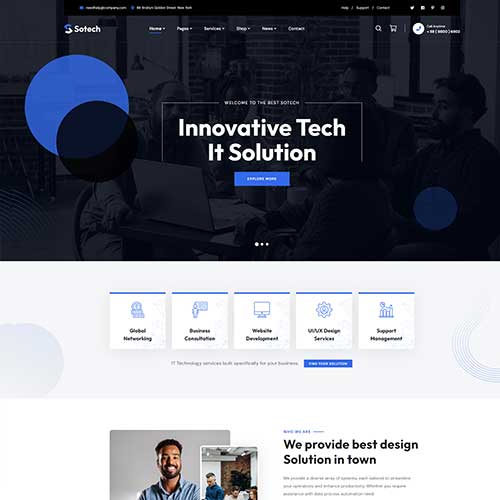 needhelp@company.com 88 Broklyn Golden Street. New York
Help / Support / Contact
Sotech
Home Pages Services Shop News Contact
Call Anytime
+ 88 ( 8600 ) 6002
WELCOME TO THE BEST SOTECH
Innovative Tech
It Solution
EXPLORE MORE
Global
Networking
Business
Consultation
Website
Development
UI/UX Design
Services
Support
Management
IT Technology services built specifically for your business
FIND YOUR SOLUTION
WHO WE ARE
We provide best design
Solution in town
We provide a diverse array of systems, each tailored to streamline
your operations and enhance productivity. Whether you require
assistance with data process automation need